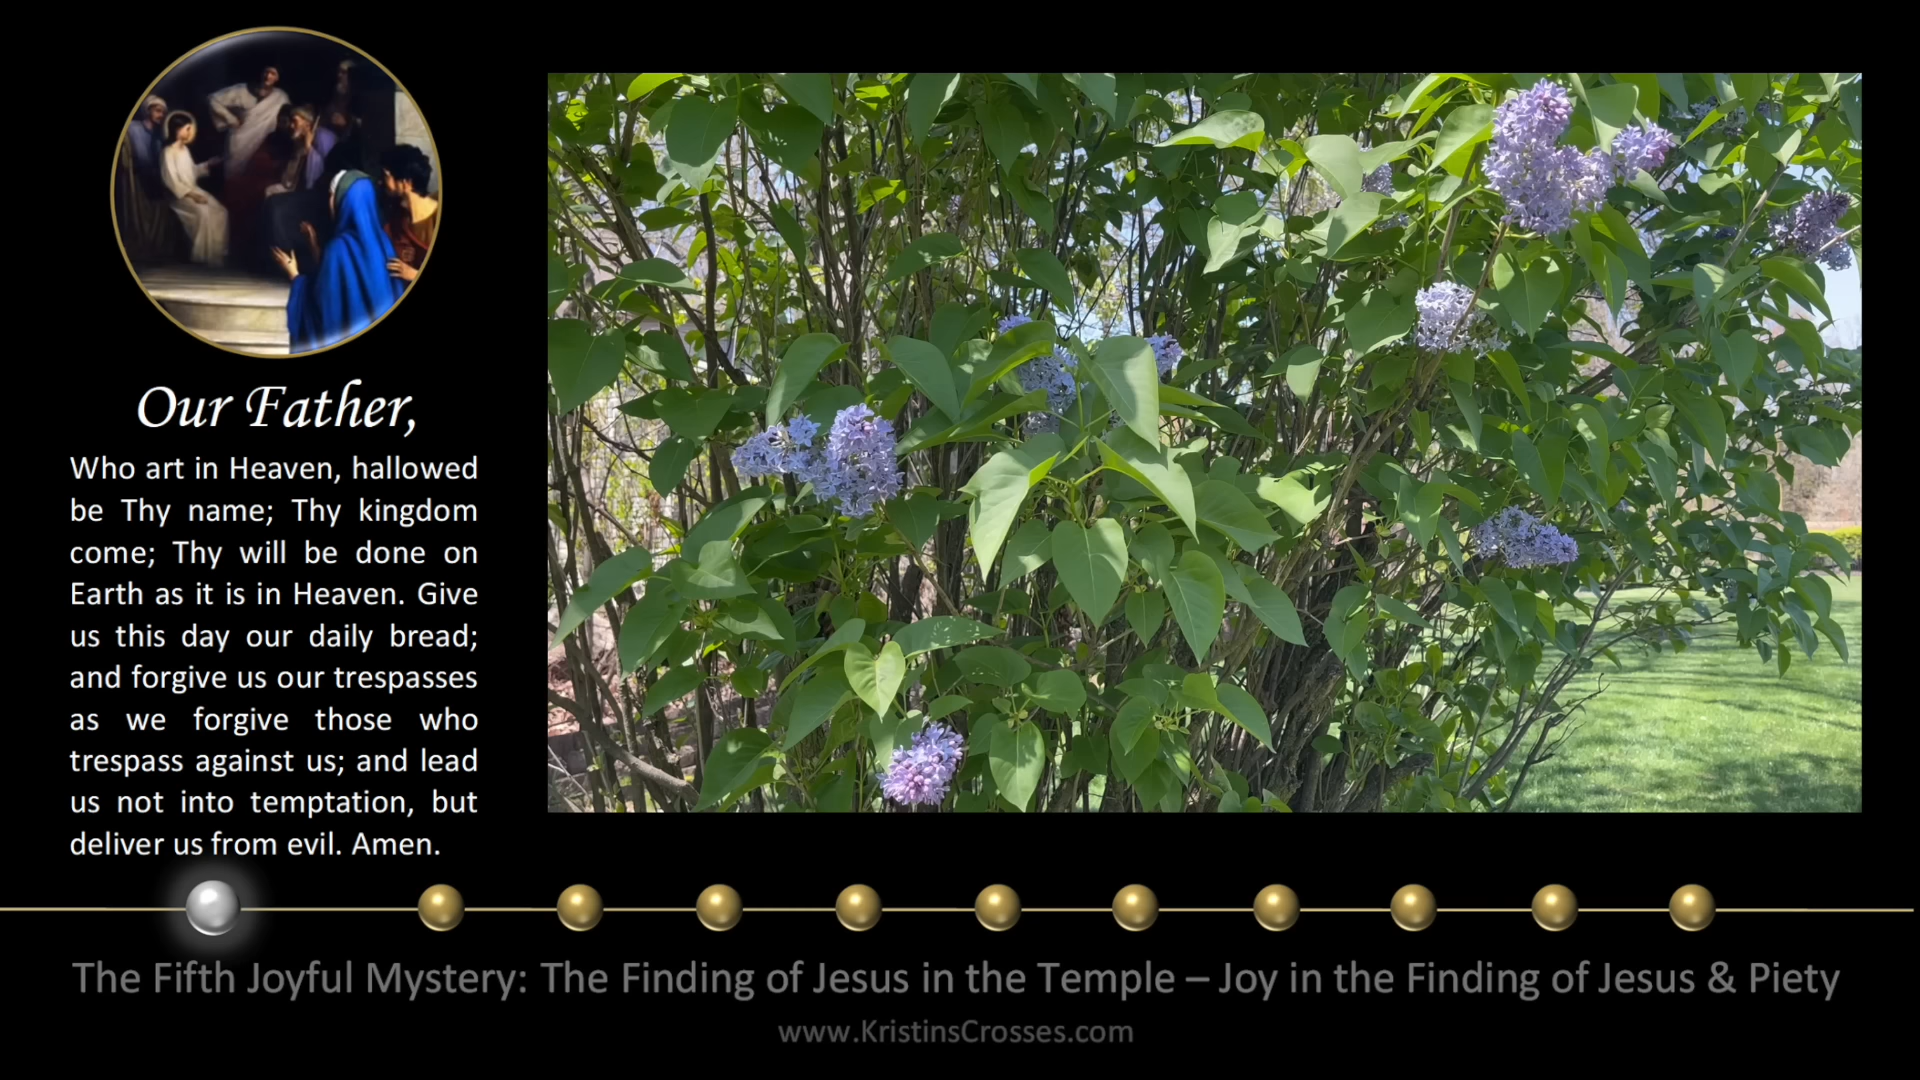 Our Father,
Who art in Heaven, hallowed
be Thy name; Thy kingdom
come; Thy will be done on
Earth as it is in Heaven. Give
us this day our daily bread;
and forgive us our trespasses
as we forgive those who
trespass against us; and lead
us not into temptation, but
deliver us from evil. Amen.
The Fifth Joyful Mystery: The Finding of Jesus in the Temple – Joy in the Finding of Jesus & Piety
www.KristinsCrosses.com